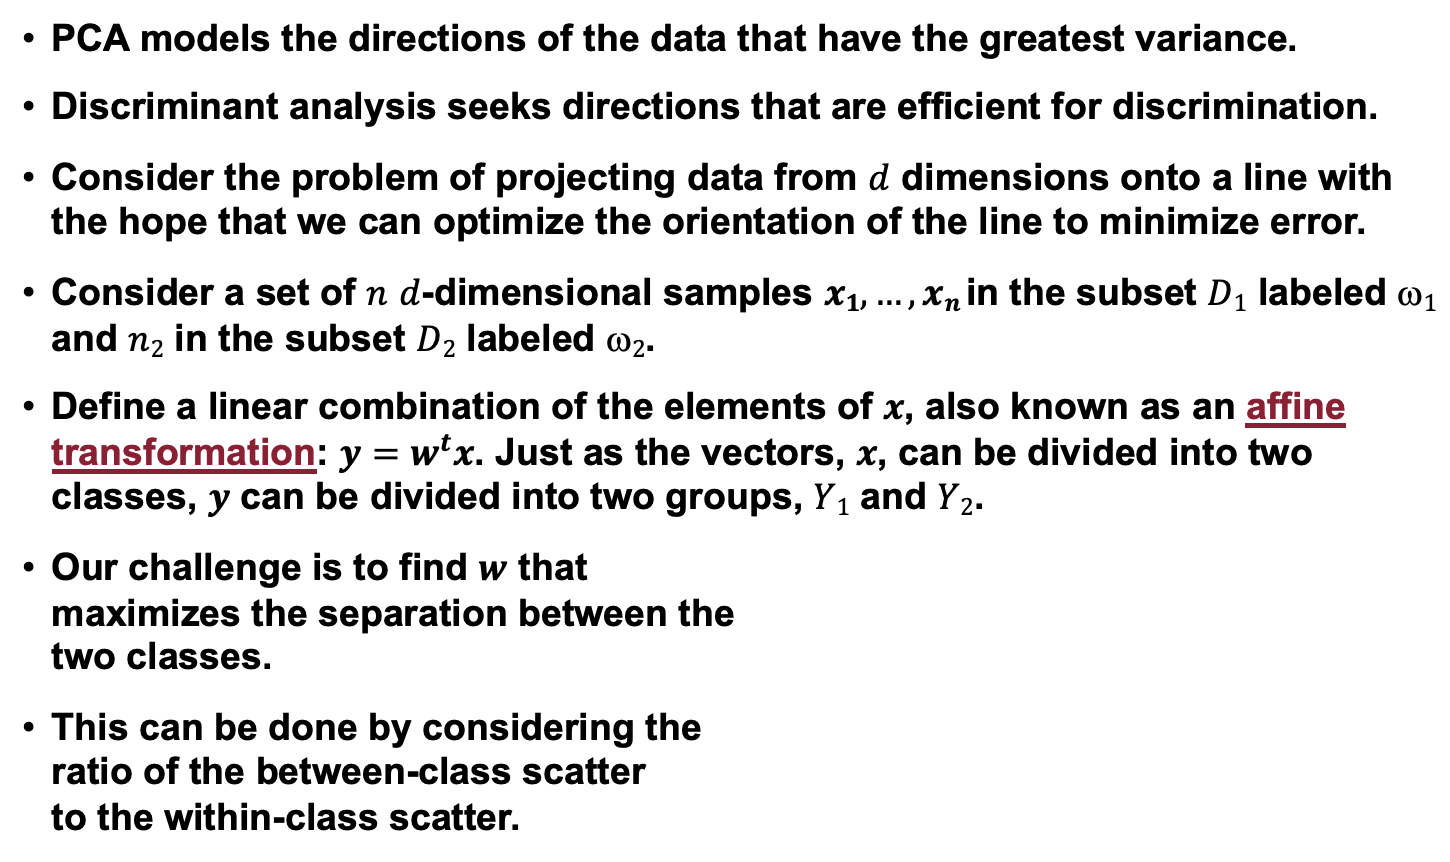 • PCA models the directions of the data that have the greatest variance.
• Discriminant analysis seeks directions that are efficient for discrimination.
• Consider the problem of projecting data from d dimensions onto a line with
the hope that we can optimize the orientation of the line to minimize error.
• Consider a set of n d-dimensional samples x₁, … , xₙ in the subset D₁ labeled ω₁
and n₂ in the subset D₂ labeled ω₂.
• Define a linear combination of the elements of x, also known as an affine
transformation: y = wᵗx. Just as the vectors, x, can be divided into two
classes, y can be divided into two groups, Y₁ and Y₂.
• Our challenge is to find w that
maximizes the separation between the
two classes.
• This can be done by considering the
ratio of the between-class scatter
to the within-class scatter.